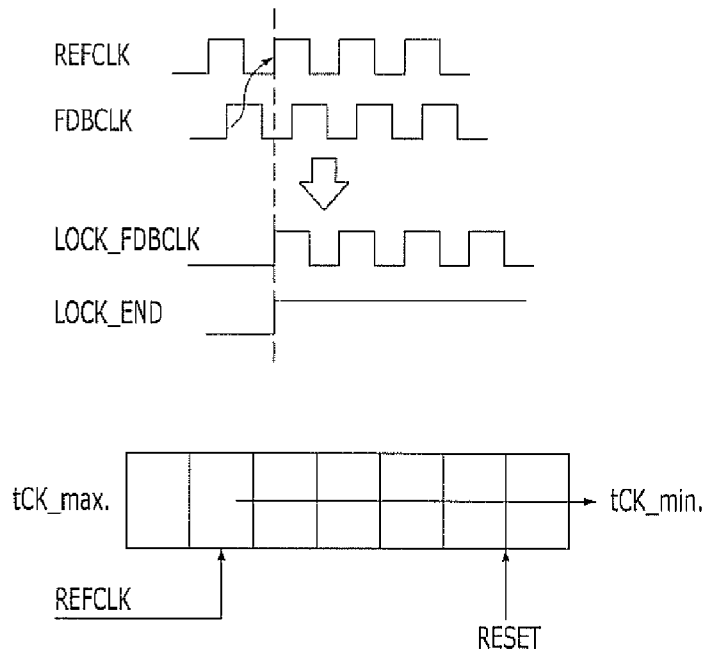 REFCLK
FDBCLK
LOCK_FDBCLK
LOCK_END
tCK_max.
tCK_min.
REFCLK
RESET